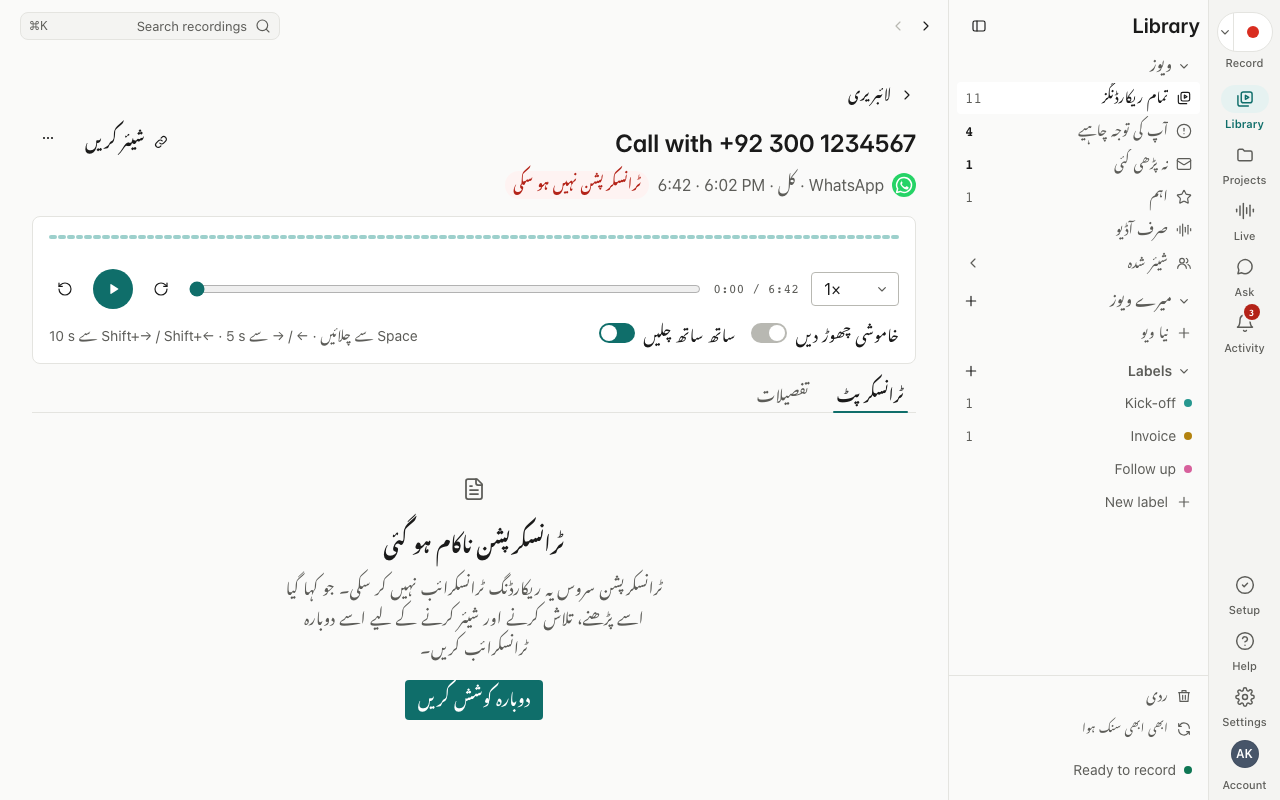 Record
Library
Projects
Live
Ask
3
Activity
Setup
Help
Settings
AK
Account
Library
ویوز
تمام ریکارڈنگز 11
آپ کی توجہ چاہیے 4
نہ پڑھی گئی 1
اہم 1
صرف آڈیو
شیئر شدہ
میرے ویوز
نیا ویو
Labels
Kick-off 1
Invoice 1
Follow up
New label
ردی
ابھی ابھی سنک ہوا
Ready to record
Search recordings ⌘K
لائبریری
Call with +92 300 1234567
شیئر کریں
WhatsApp · کل · 6:02 PM · 6:42 ٹرانسکرپشن نہیں ہو سکی
0:00 / 6:42 1×
خاموشی چھوڑ دیں ساتھ ساتھ چلیں
Space سے چلائیں · ← / → سے 5 s · Shift+← / Shift+→ سے 10 s
ٹرانسکرپٹ تفصیلات
ٹرانسکرپشن ناکام ہو گئی
ٹرانسکرپشن سروس یہ ریکارڈنگ ٹرانسکرائب نہیں کر سکی۔ جو کہا گیا
اسے پڑھنے، تلاش کرنے اور شیئر کرنے کے لیے اسے دوبارہ
ٹرانسکرائب کریں۔
دوبارہ کوشش کریں